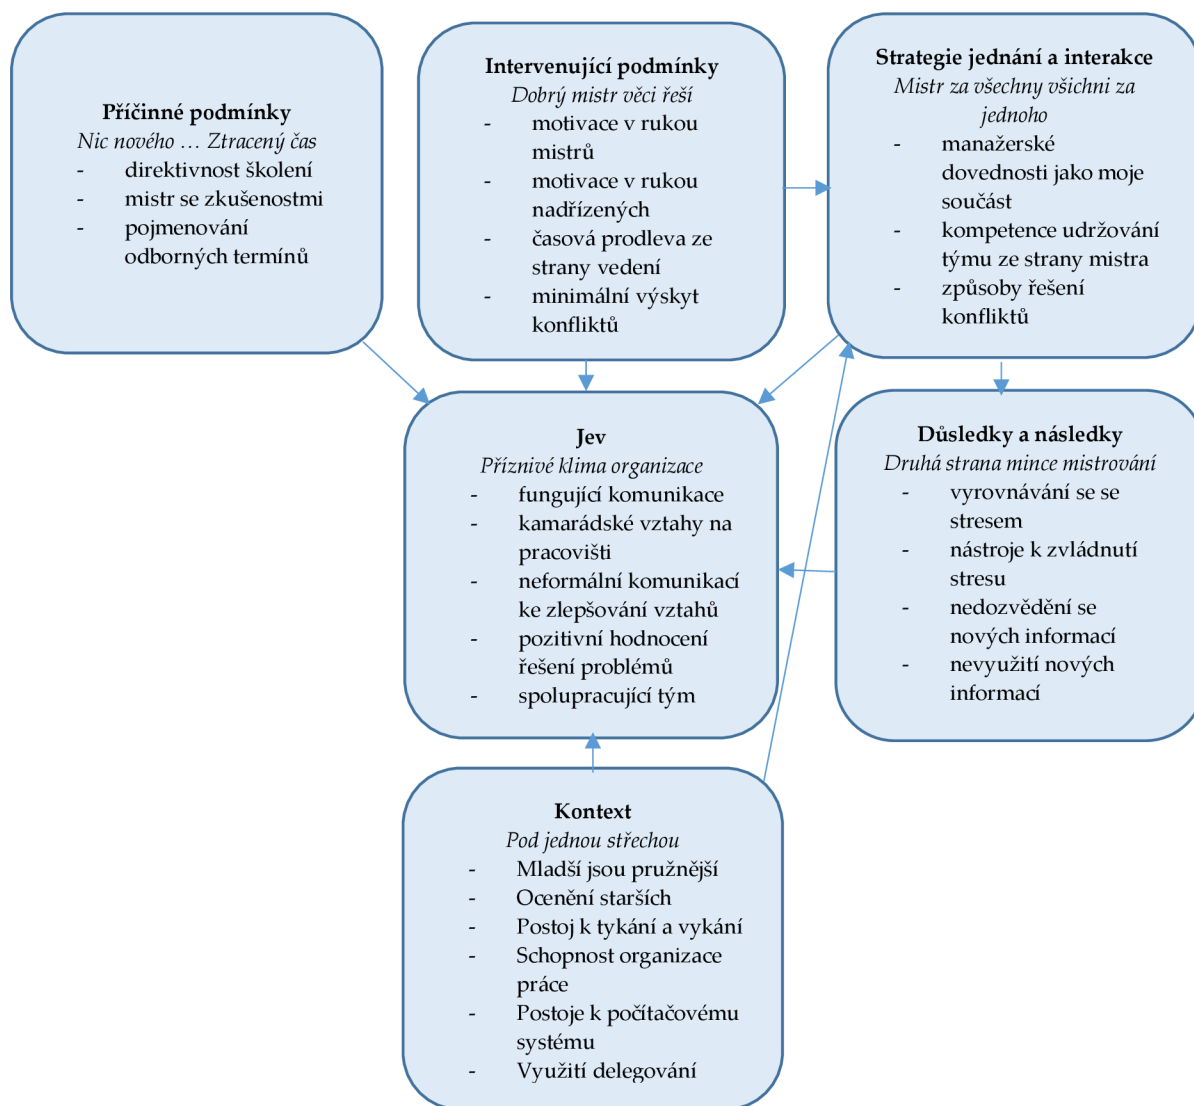 Příčinné podmínky
Nic nového … Ztracený čas
- direktivnost školení
- mistr se zkušenostmi
- pojmenování
odborných termínů
Intervenující podmínky
Dobrý mistr věci řeší
- motivace v rukou
mistrů
- motivace v rukou
nadřízených
- časová prodleva ze
strany vedení
- minimální výskyt
konfliktů
Strategie jednání a interakce
Mistr za všechny všichni za
jednoho
- manažerské
dovednosti jako moje
součást
- kompetence udržování
týmu ze strany mistra
- způsoby řešení
konfliktů
Jev
Příznivé klima organizace
- fungující komunikace
- kamarádské vztahy na
pracovišti
- neformální komunikací
ke zlepšování vztahů
- pozitivní hodnocení
řešení problémů
- spolupracující tým
Důsledky a následky
Druhá strana mince mistrování
- vyrovnávání se se
stresem
- nástroje k zvládnutí
stresu
- nedozvědění se
nových informací
- nevyužití nových
informací
Kontext
Pod jednou střechou
- Mladší jsou pružnější
- Ocenění starších
- Postoj k tykání a vykání
- Schopnost organizace
práce
- Postoje k počítačovému
systému
- Využití delegování